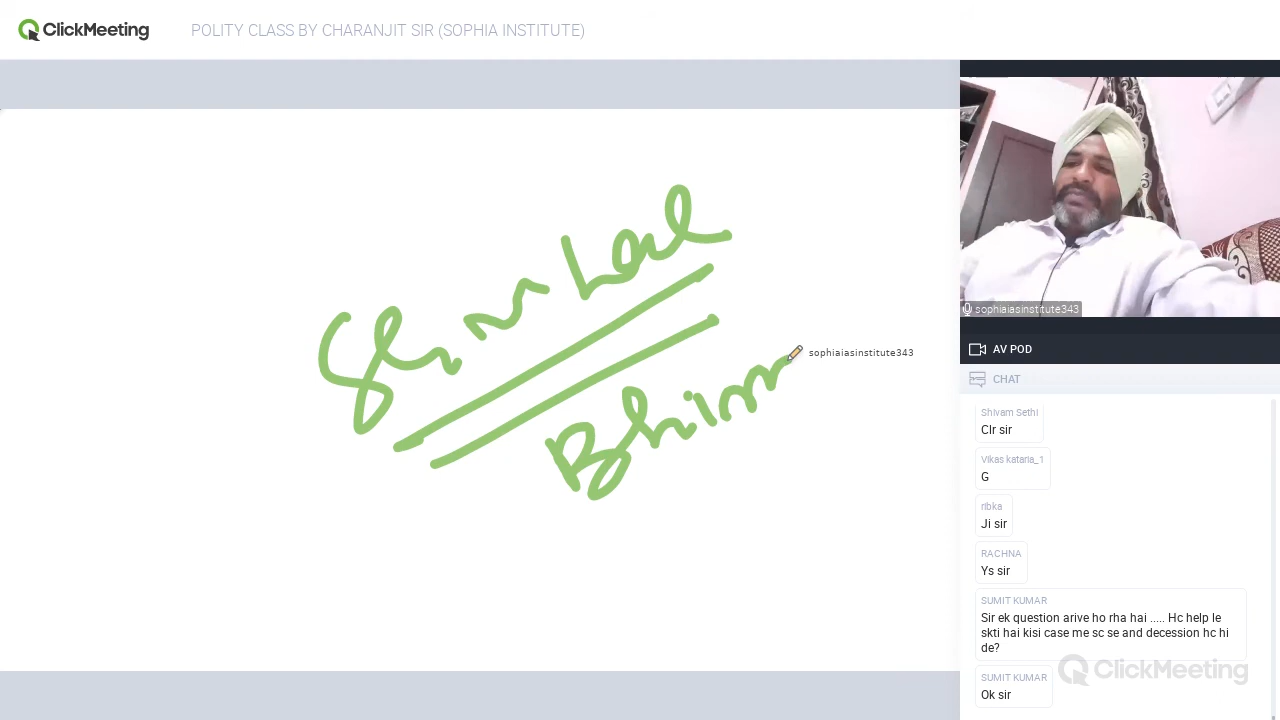 ClickMeeting
POLITY CLASS BY CHARANJIT SIR (SOPHIA INSTITUTE)
Lal
Bhim
sophiaiasinstitute343
sophiaiasinstitute343
AV POD
CHAT
Shivam Sethi
Clr sir
Vikas kataria_1
G
ribka
Ji sir
RACHNA
Ys sir
SUMIT KUMAR
Sir ek question arive ho rha hai ..... Hc help le
skti hai kisi case me sc se and decession hc hi
de?
SUMIT KUMAR
Ok sir
ClickMeeting